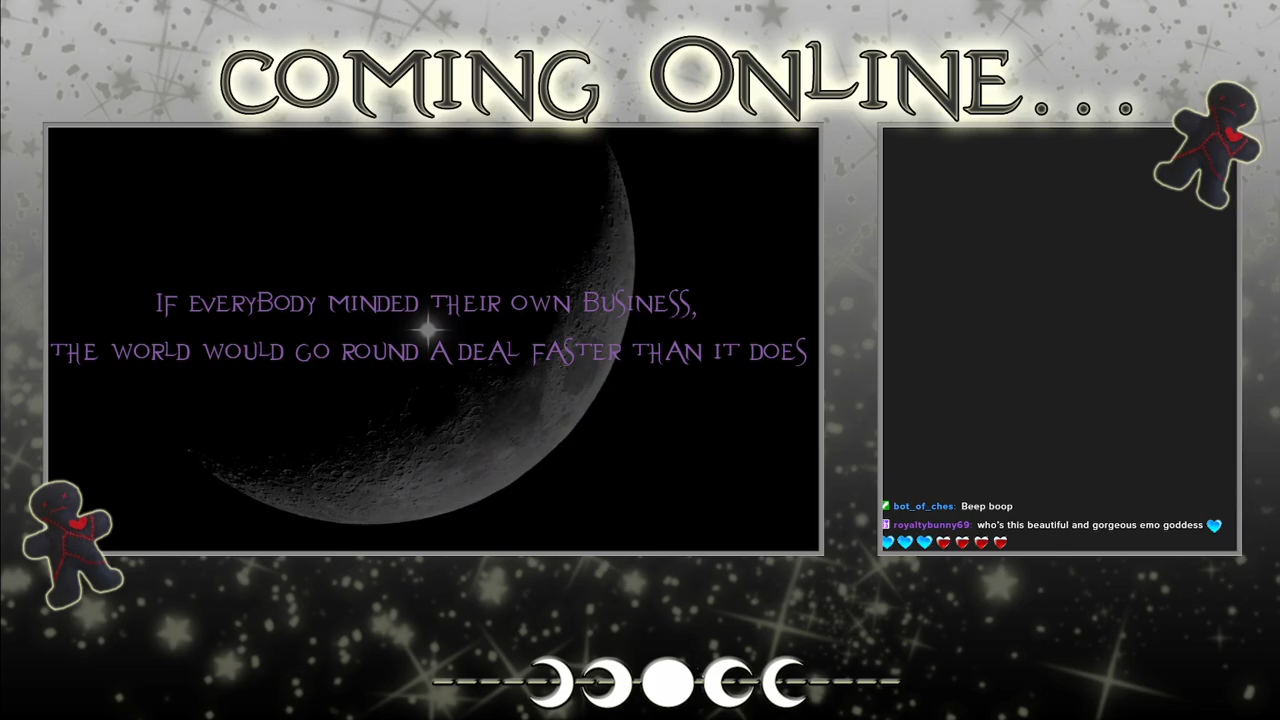 COMING ONLINE...
IF EVERYBODY MINDED THEIR OWN BUSINESS,
THE WORLD WOULD GO ROUND A DEAL FASTER THAN IT DOES
bot_of_ches: Beep boop
royaltybunny69: who's this beautiful and gorgeous emo goddess 💙
💙💙💙❤❤❤❤